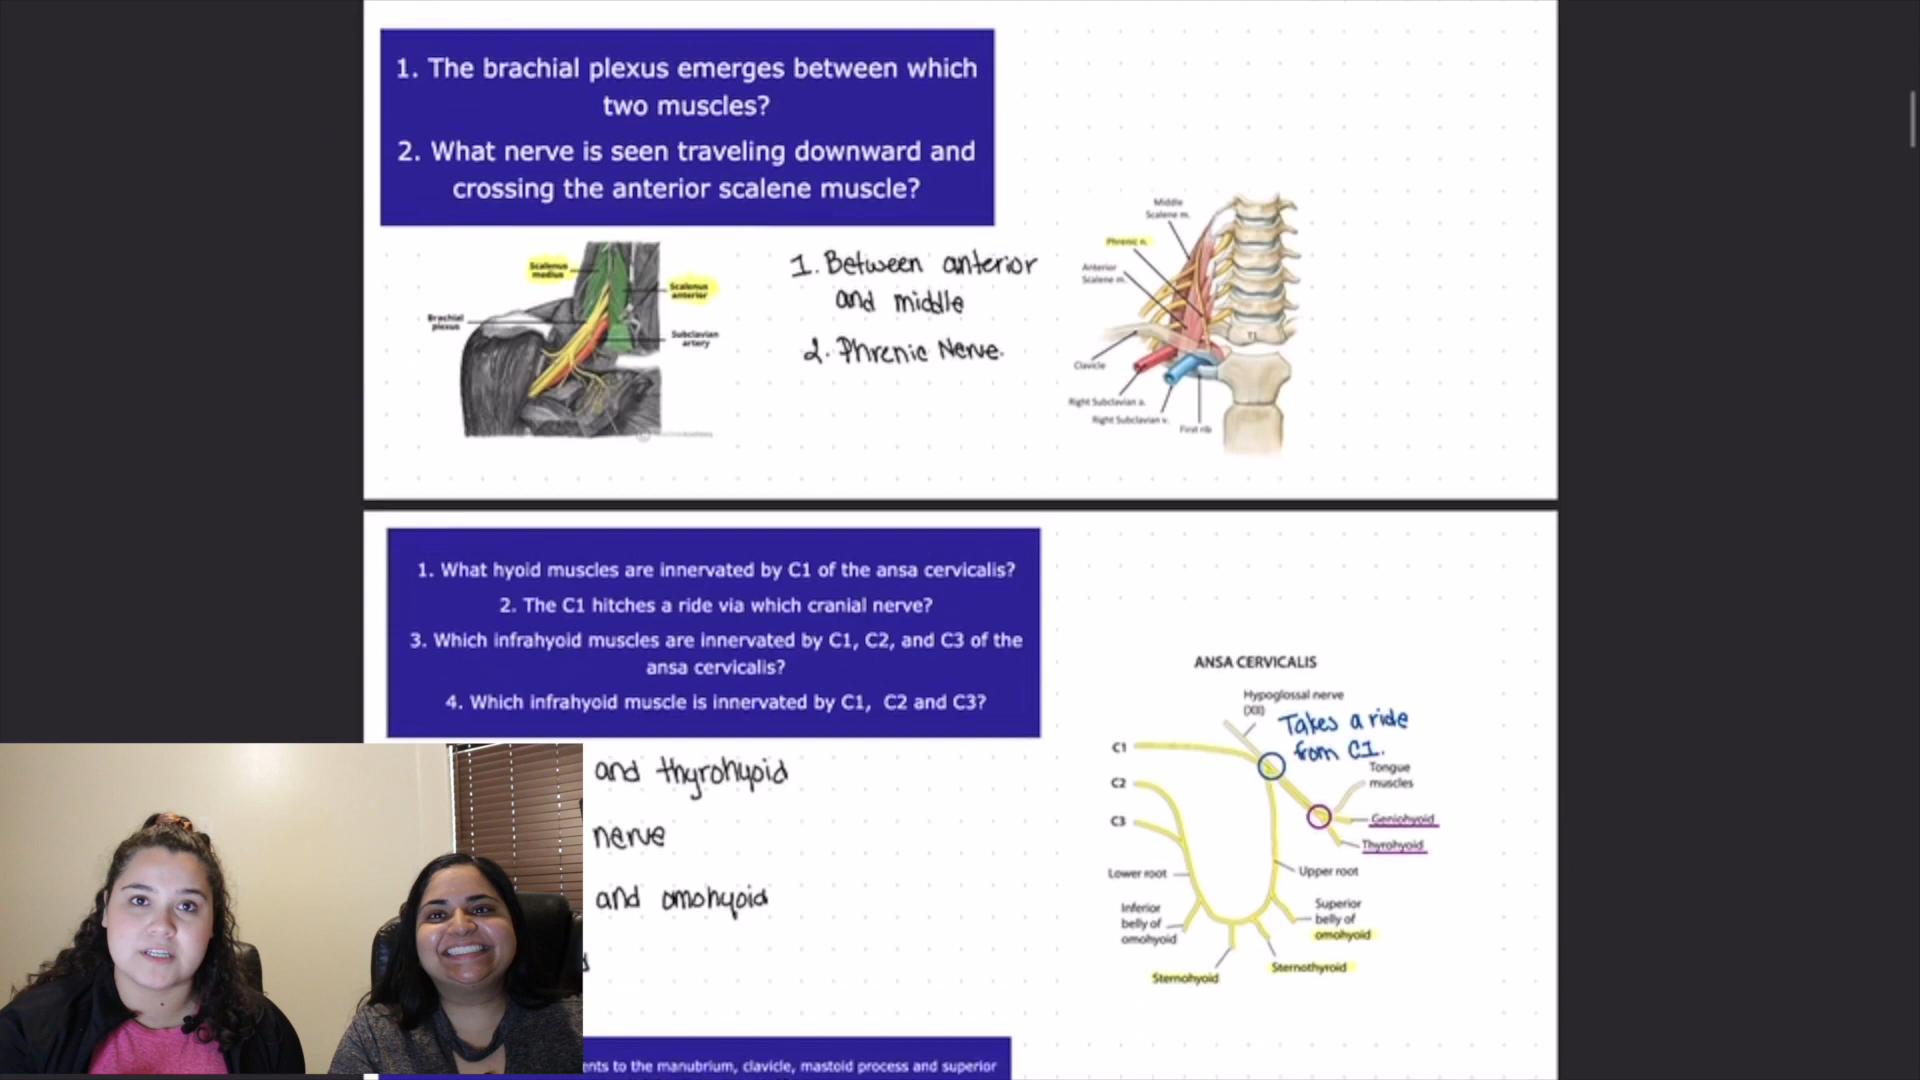 1. The brachial plexus emerges between which
two muscles?
2. What nerve is seen traveling downward and
crossing the anterior scalene muscle?
Scalenus
medius
Scalenus
anterior
Brachial
plexus
Subclavian
artery
1. Between anterior
and middle
2. Phrenic Nerve.
Middle
Scalene m.
Phrenic n.
Anterior
Scalene m.
T1
Clavicle
Right Subclavian a.
Right Subclavian v.
First rib
1. What hyoid muscles are innervated by C1 of the ansa cervicalis?
2. The C1 hitches a ride via which cranial nerve?
3. Which infrahyoid muscles are innervated by C1, C2, and C3 of the
ansa cervicalis?
4. Which infrahyoid muscle is innervated by C1, C2 and C3?
and thyrohyoid
nerve
and omohyoid
ANSA CERVICALIS
Hypoglossal nerve
(XII)
Takes a ride
from C1.
C1
C2
C3
Tongue
muscles
Geniohyoid
Thyrohyoid
Lower root
Upper root
Inferior
belly of
omohyoid
Superior
belly of
omohyoid
Sternohyoid
Sternothyroid
ents to the manubrium, clavicle, mastoid process and superior